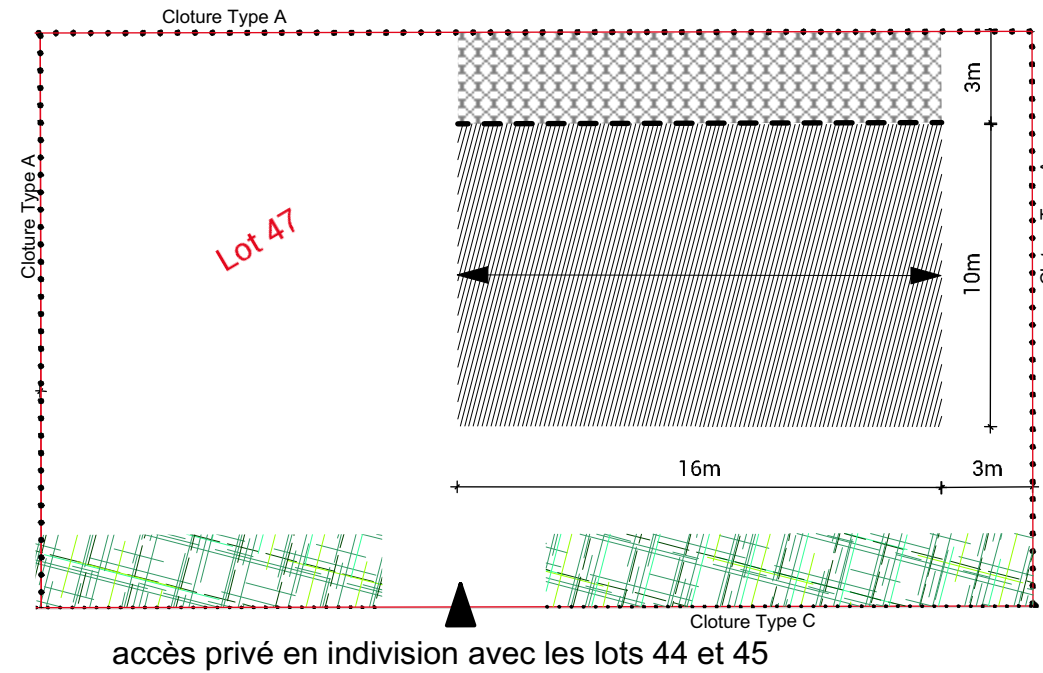 Cloture Type A
3m
Cloture Type A
Lot 47
10m
16m
3m
Cloture Type C
accès privé en indivision avec les lots 44 et 45